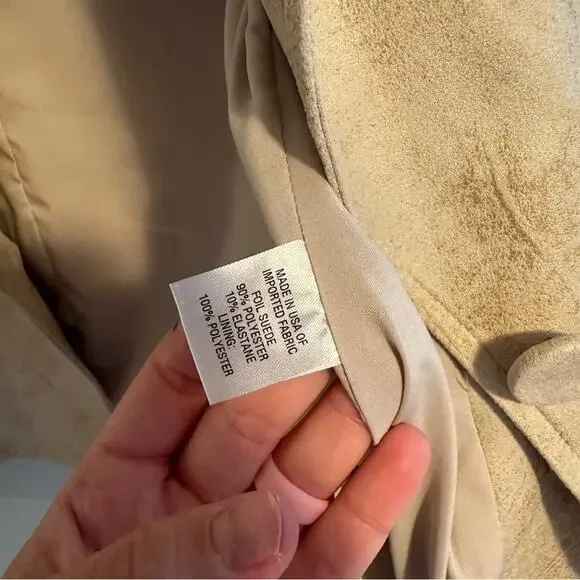 MADE IN USA OF
IMPORTED FABRIC
FOIL SUEDE
90% POLYESTER
10% ELASTANE
LINING:
100% POLYESTER